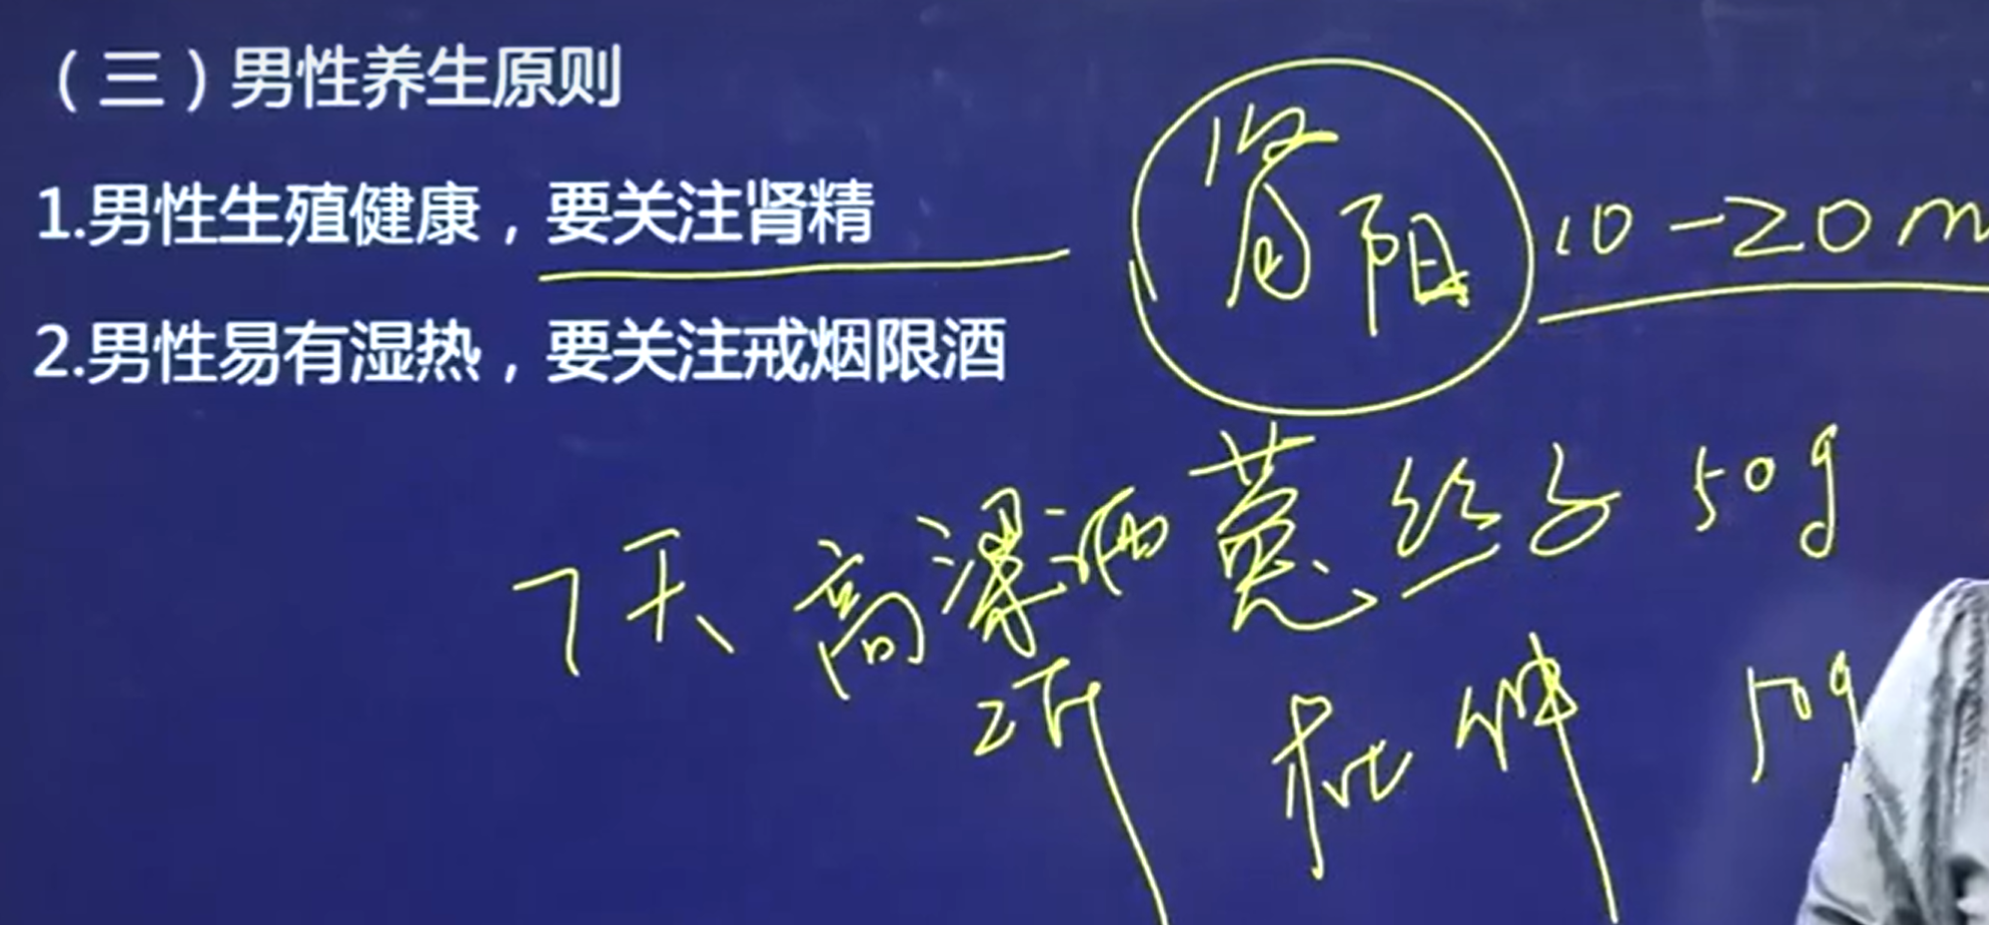 （三）男性养生原则
1.男性生殖健康，要关注肾精
2.男性易有湿热，要关注戒烟限酒
肾阳 10-20m
7天 高梁酒 菟丝子 50g
2斤 杜仲 50g